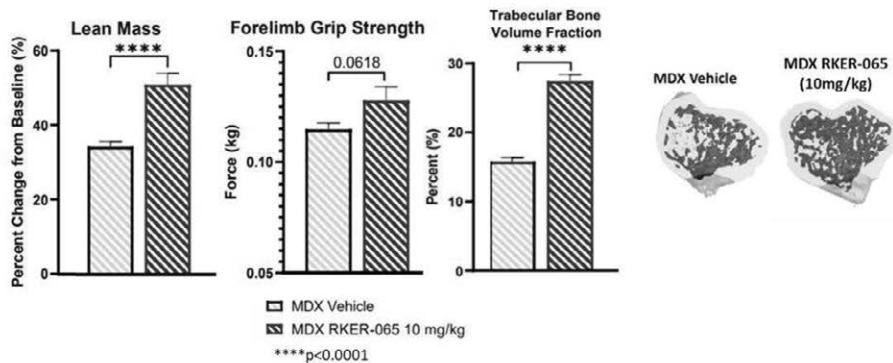 Lean Mass
****
Percent Change from Baseline (%)
60
40
20
0
Forelimb Grip Strength
0.0618
Force (kg)
0.15
0.10
0.05
Trabecular Bone
Volume Fraction
****
Percent (%)
30
20
10
0
MDX Vehicle
MDX RKER-065
(10mg/kg)
MDX Vehicle
MDX RKER-065 10 mg/kg
****p<0.0001